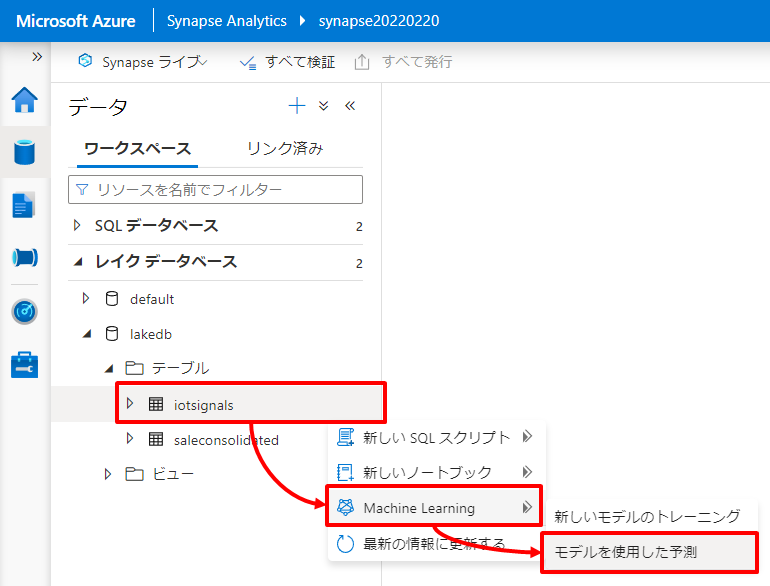 Microsoft Azure Synapse Analytics synapse20220220
Synapse ライブ すべて検証 すべて発行
データ
ワークスペース リンク済み
リソースを名前でフィルター
SQL データベース 2
レイク データベース 2
default
lakedb
テーブル
iotsignals
saleconsolidated
新しい SQL スクリプト
ビュー
新しいノートブック
Machine Learning
新しいモデルのトレーニング
最新の情報に更新する
モデルを使用した予測